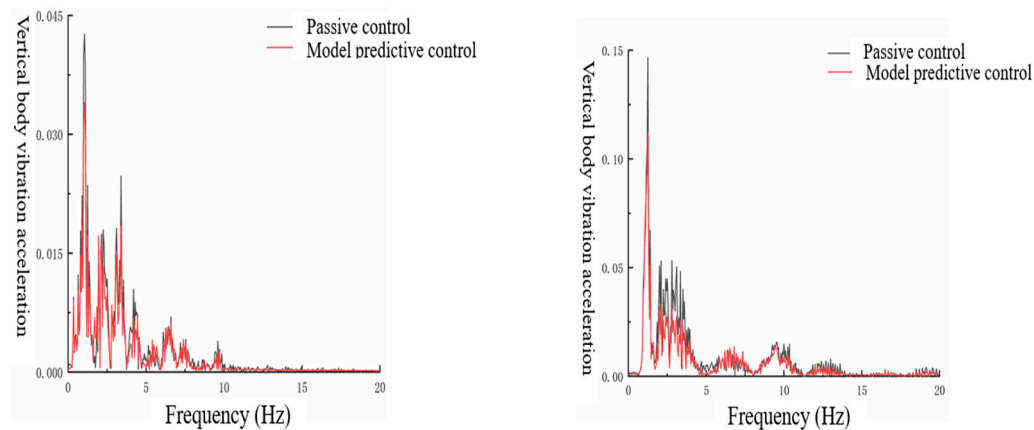 Vertical body vibration acceleration
0.045
0.030
0.015
0.000
0
5
10
15
20
Frequency (Hz)
Passive control
Model predictive control
Vertical body vibration acceleration
0.15
0.10
0.05
0.00
0
5
10
15
20
Frequency (Hz)
Passive control
Model predictive control